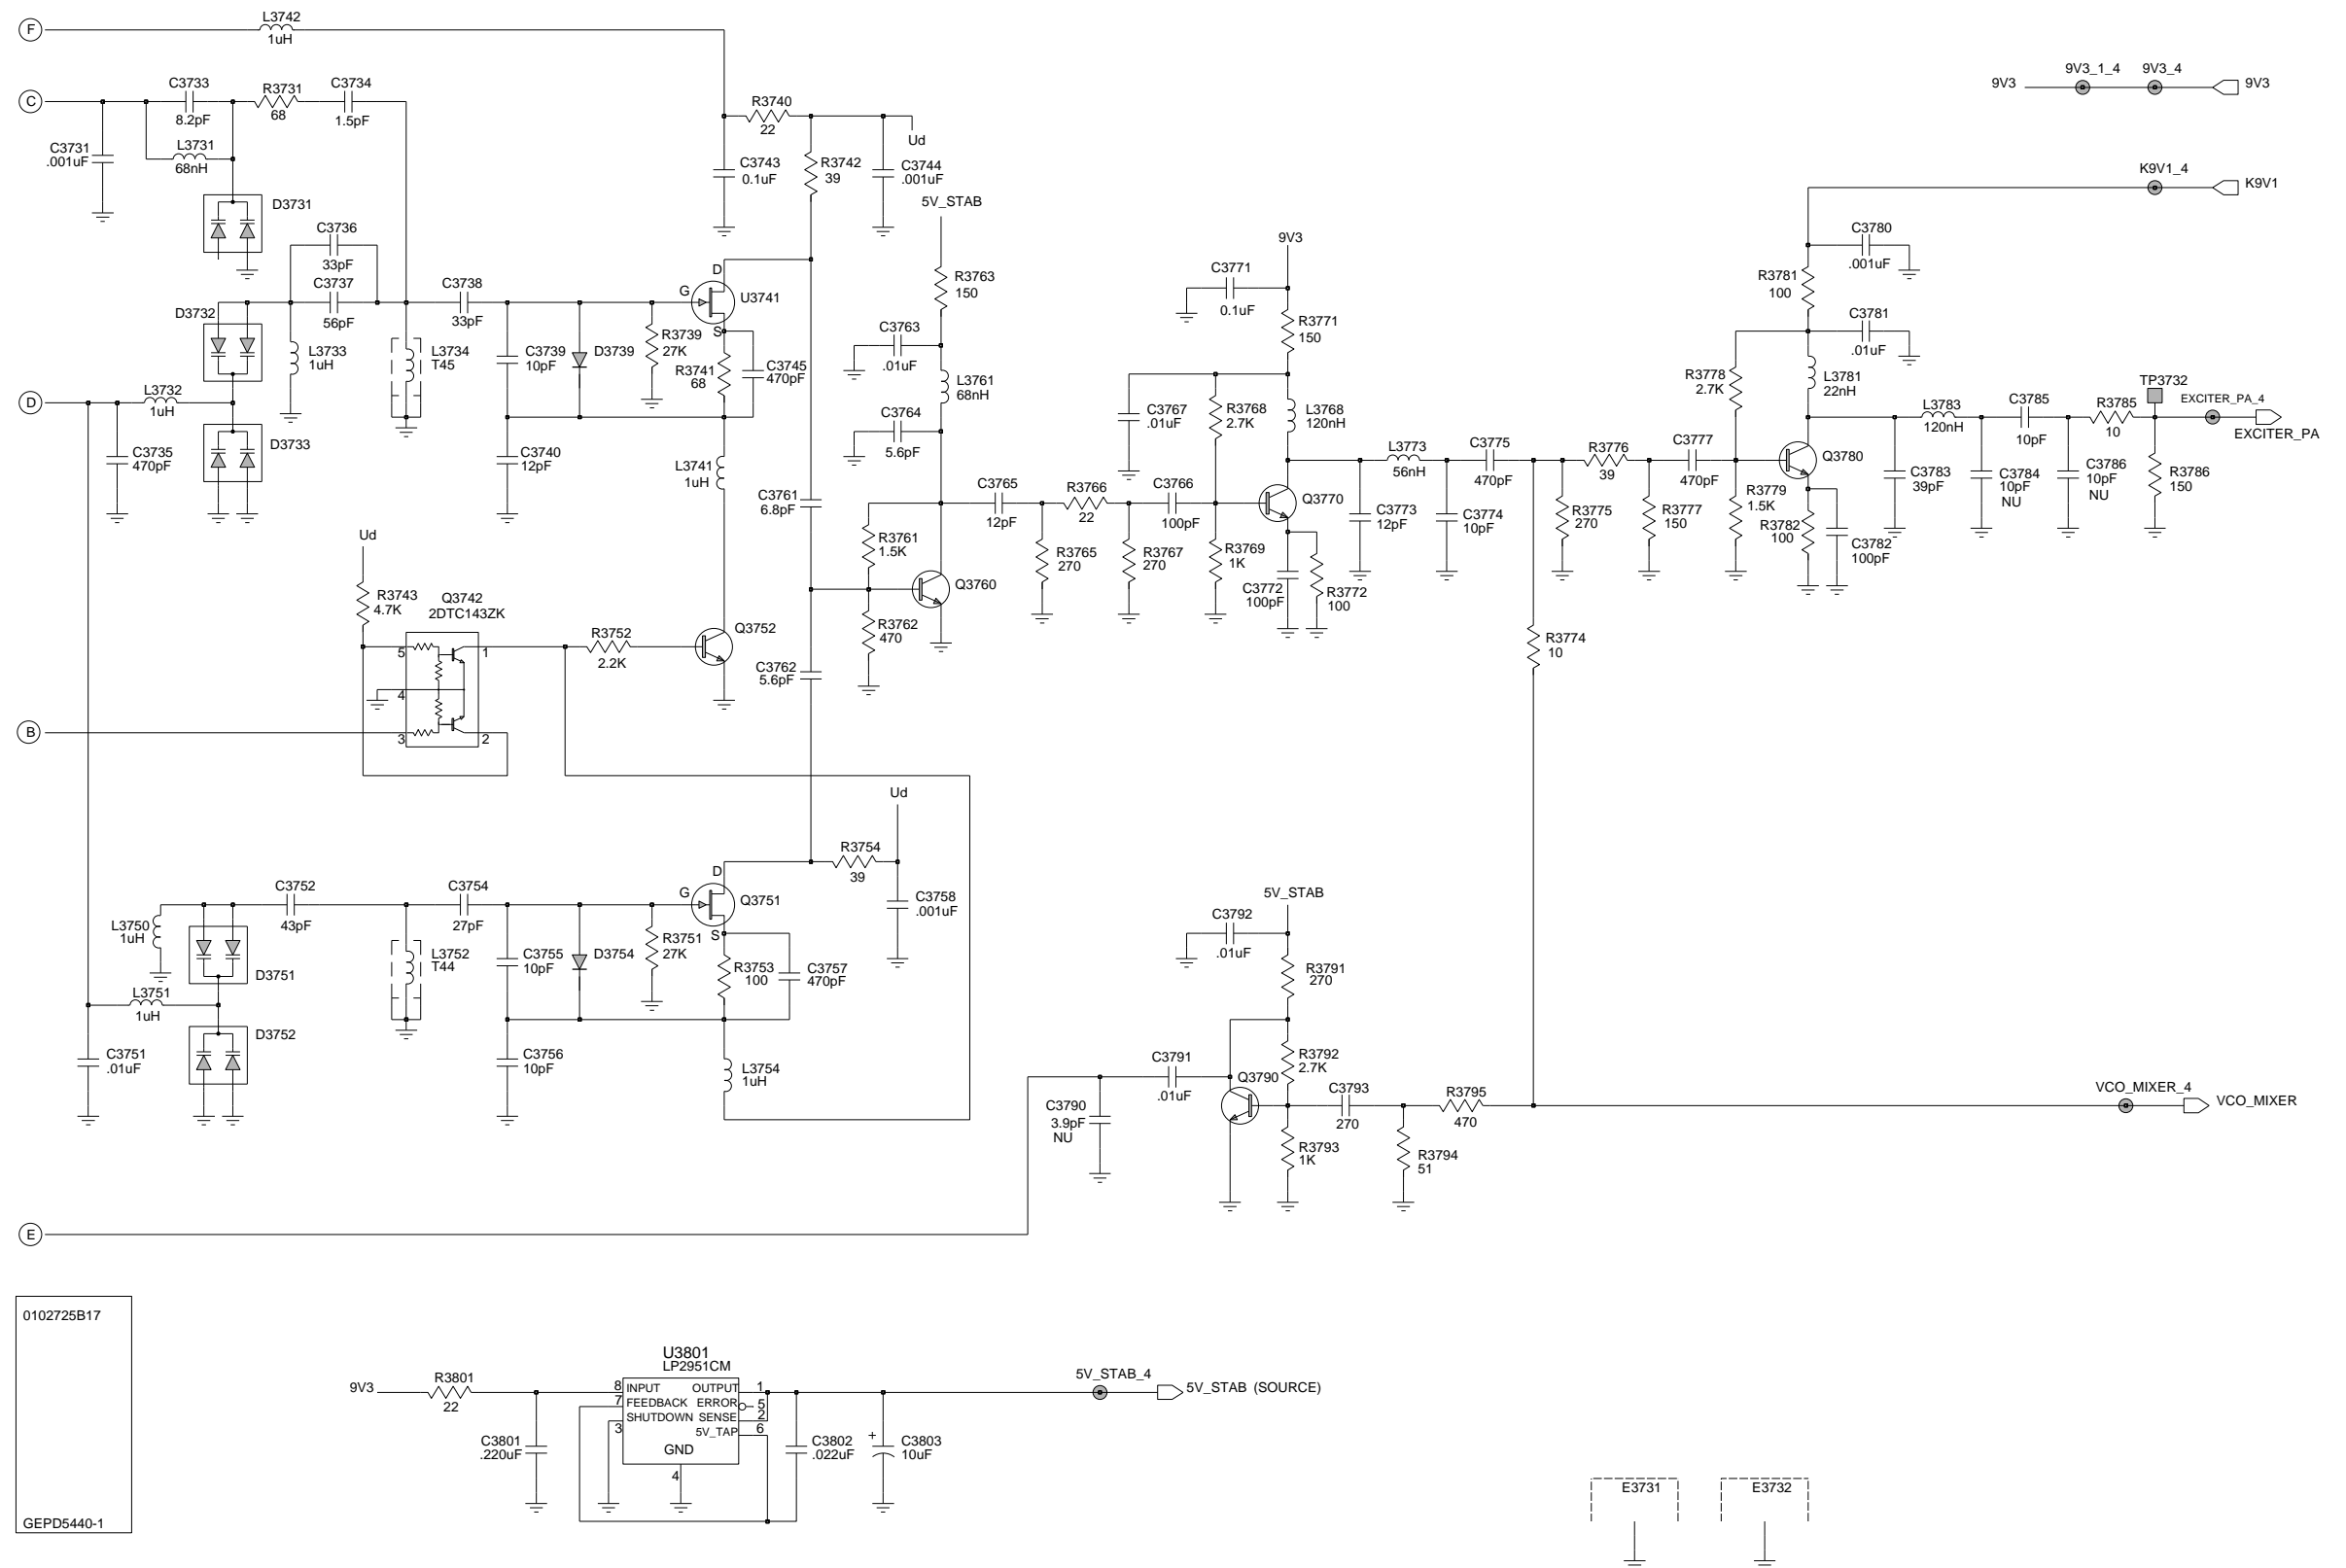 F
L3742
1uH
C
C3733
8.2pF
R3731
68
C3734
1.5pF
C3731
.001uF
L3731
68nH
D3731
R3740
22
Ud
C3743
0.1uF
R3742
39
C3744
.001uF
5V_STAB
9V3
9V3_1_4
9V3_4
9V3
K9V1_4
K9V1
C3736
33pF
C3737
56pF
D3732
L3733
1uH
L3734
T45
C3738
33pF
C3739
10pF
D3739
R3739
27K
G
D
S
U3741
R3741
68
C3745
470pF
D
L3732
1uH
D3733
C3735
470pF
C3740
12pF
L3741
1uH
R3763
150
C3763
.01uF
L3761
68nH
C3764
5.6pF
C3761
6.8pF
R3761
1.5K
R3762
470
Q3760
C3762
5.6pF
C3765
12pF
R3765
270
R3766
22
R3767
270
C3766
100pF
9V3
C3771
0.1uF
R3771
150
C3767
.01uF
R3768
2.7K
L3768
120nH
R3769
1K
Q3770
C3772
100pF
R3772
100
L3773
56nH
C3773
12pF
C3774
10pF
C3775
470pF
R3775
270
R3776
39
R3777
150
C3777
470pF
R3774
10
C3780
.001uF
R3781
100
C3781
.01uF
R3778
2.7K
L3781
22nH
Q3780
R3779
1.5K
R3782
100
C3782
100pF
C3783
39pF
L3783
120nH
C3784
10pF
NU
C3785
10pF
C3786
10pF
NU
R3785
10
TP3732
EXCITER_PA_4
EXCITER_PA
R3786
150
Ud
R3743
4.7K
Q3742
2DTC143ZK
5
1
4
3
2
R3752
2.2K
Q3752
B
Ud
R3754
39
C3758
.001uF
L3750
1uH
D3751
C3752
43pF
L3752
T44
C3754
27pF
C3755
10pF
D3754
R3751
27K
G
D
S
Q3751
R3753
100
C3757
470pF
L3751
1uH
D3752
C3751
.01uF
C3756
10pF
L3754
1uH
5V_STAB
C3792
.01uF
R3791
270
R3792
2.7K
C3791
.01uF
Q3790
C3790
3.9pF
NU
R3793
1K
C3793
270
R3794
51
R3795
470
VCO_MIXER_4
VCO_MIXER
E
0102725B17
GEPD5440-1
9V3
R3801
22
C3801
.220uF
U3801
LP2951CM
8 INPUT OUTPUT 1
7 FEEDBACK ERROR 5
SHUTDOWN SENSE 2
3 5V_TAP 6
GND
4
C3802
.022uF
+
C3803
10uF
5V_STAB_4
5V_STAB (SOURCE)
E3731
E3732